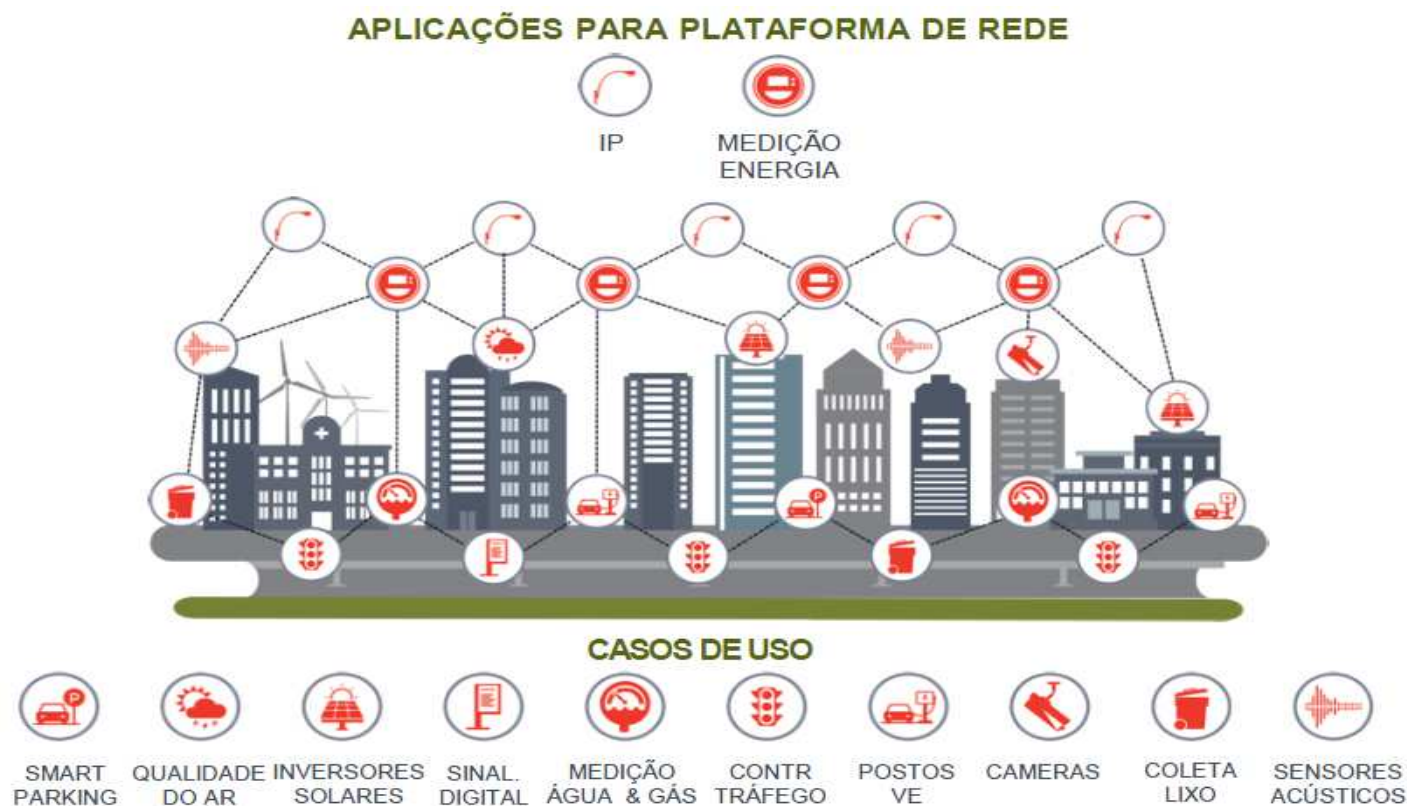 APLICAÇÕES PARA PLATAFORMA DE REDE
IP
MEDIÇÃO
ENERGIA
CASOS DE USO
SMART
PARKING
QUALIDADE
DO AR
INVERSORES
SOLARES
SINAL.
DIGITAL
MEDIÇÃO
ÁGUA & GÁS
CONTR
TRÁFEGO
POSTOS
VE
CAMERAS
COLETA
LIXO
SENSORES
ACÚSTICOS